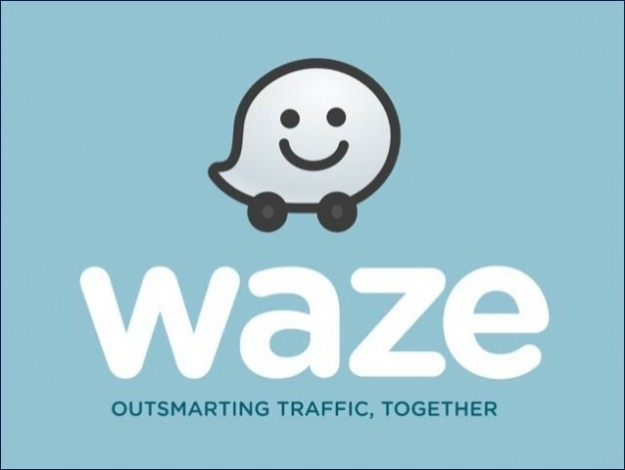 waze
OUTSMARTING TRAFFIC, TOGETHER